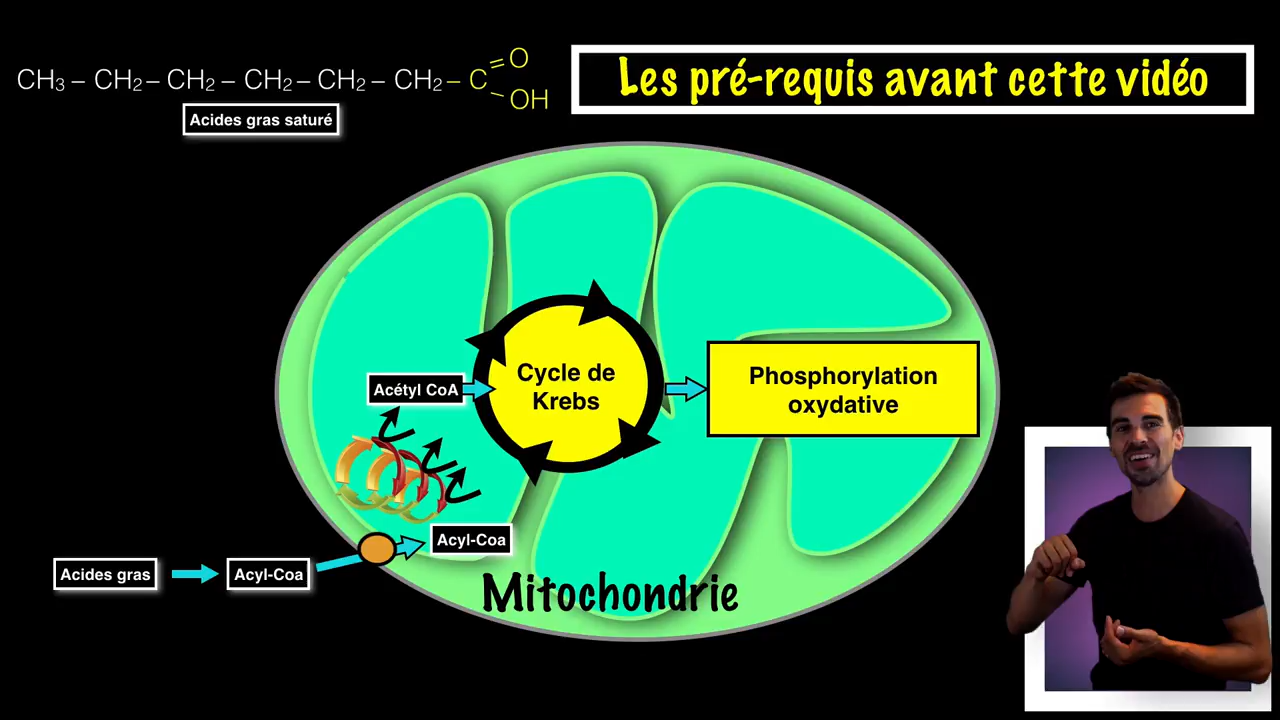 Les pré-requis avant cette vidéo
CH3 – CH2 – CH2 – CH2 – CH2 – CH2 – C
=O
OH
Acides gras saturé
Cycle de
Krebs
Phosphorylation
oxydative
Acétyl CoA
Acyl-Coa
Acides gras
Acyl-Coa
Mitochondrie